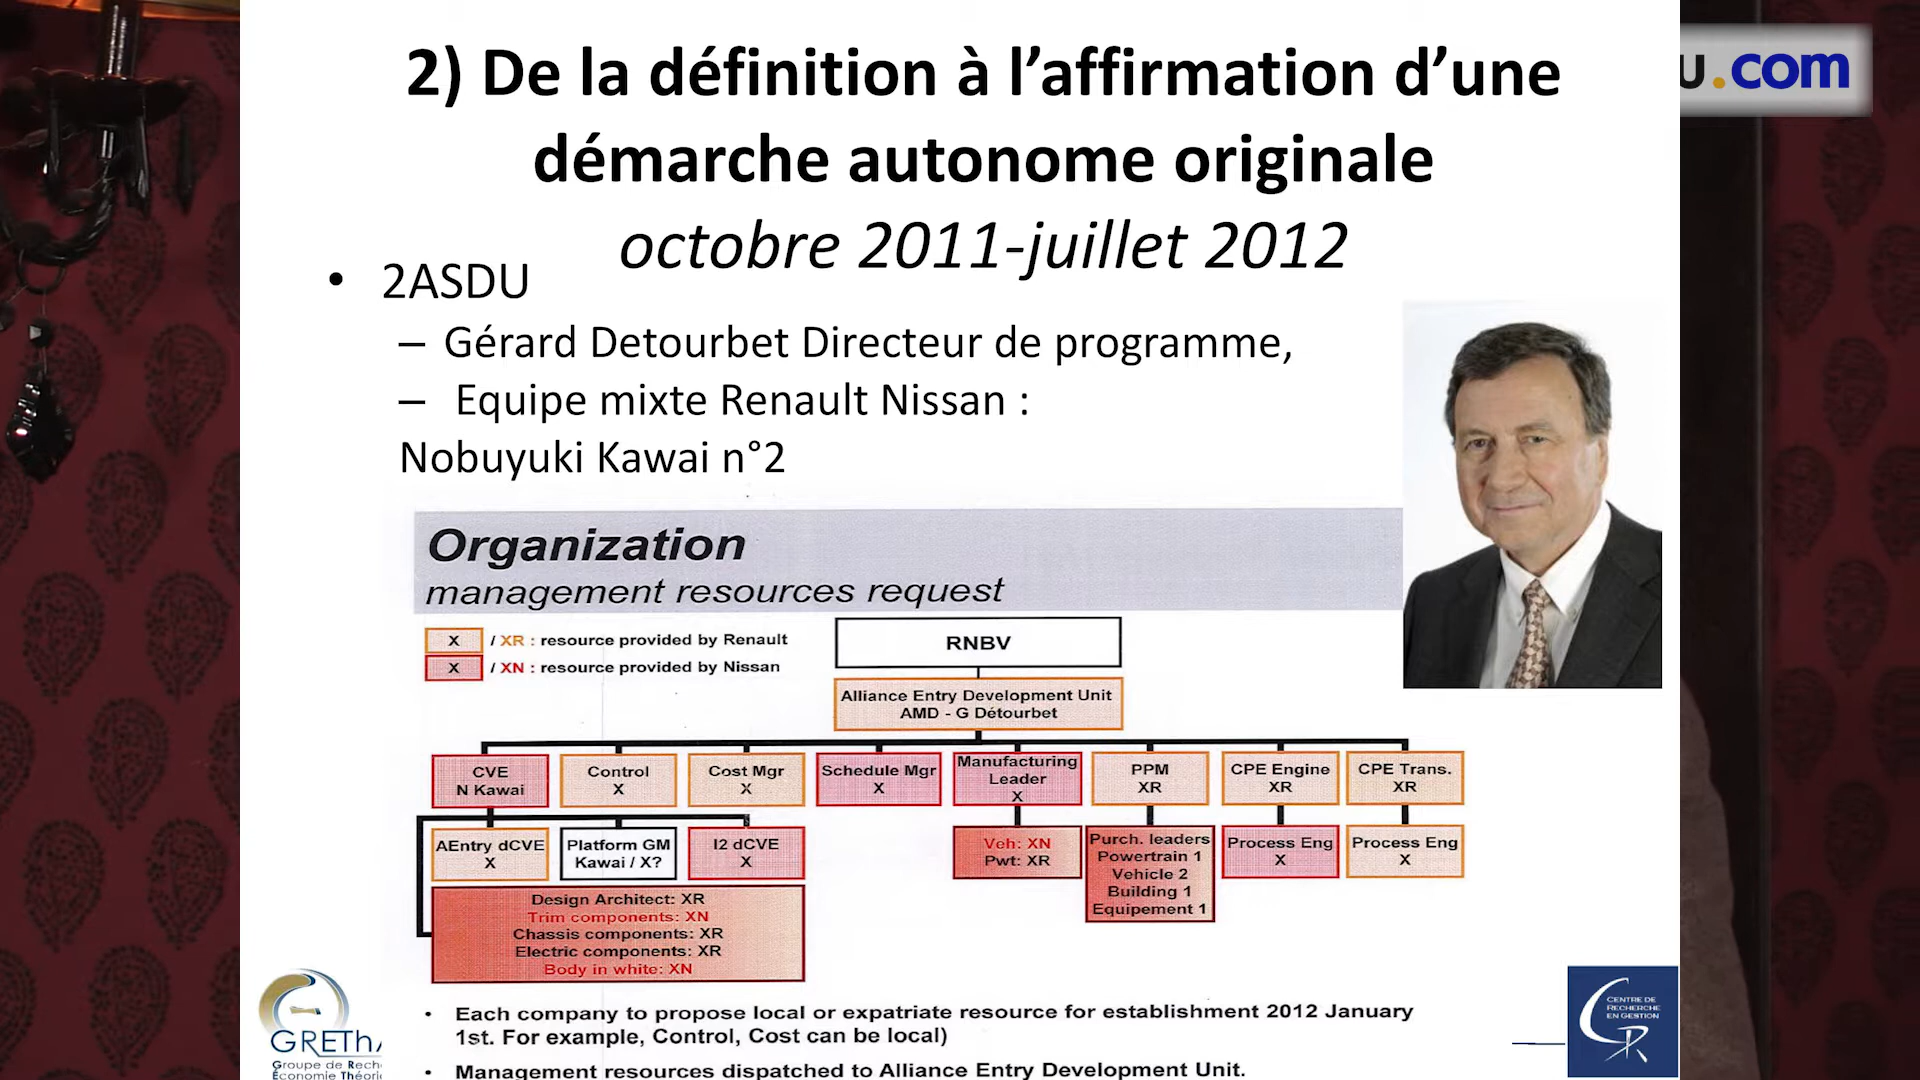 2) De la définition à l’affirmation d’une
démarche autonome originale
octobre 2011-juillet 2012
u.com
• 2ASDU
– Gérard Detourbet Directeur de programme,
– Equipe mixte Renault Nissan :
Nobuyuki Kawai n°2
Organization
management resources request
X / XR : resource provided by Renault
X / XN : resource provided by Nissan
RNBV
Alliance Entry Development Unit
AMD - G Détourbet
CVE
N Kawai
Control
X
Cost Mgr
X
Schedule Mgr
X
Manufacturing
Leader
X
PPM
XR
CPE Engine
XR
CPE Trans.
XR
AEntry dCVE
X
Platform GM
Kawai / X?
I2 dCVE
X
Veh: XN
Pwt: XR
Purch. leaders
Powertrain 1
Vehicle 2
Building 1
Equipement 1
Process Eng
X
Process Eng
X
Design Architect: XR
Trim components: XN
Chassis components: XR
Electric components: XR
Body in white: XN
• Each company to propose local or expatriate resource for establishment 2012 January
1st. For example, Control, Cost can be local)
• Management resources dispatched to Alliance Entry Development Unit.
GREThA
Groupe de Rech
Économie Théori
CENTRE DE
RECHERCHE
EN GESTION